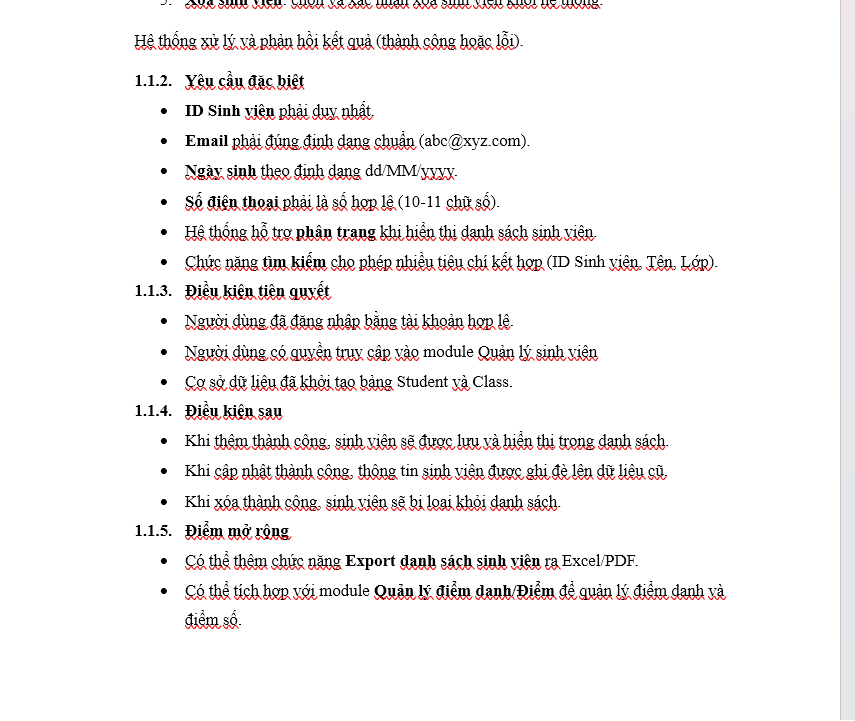 3. Xóa sinh viên: chọn và xác nhận xóa sinh viên khỏi hệ thống.
Hệ thống xử lý và phản hồi kết quả (thành công hoặc lỗi).
1.1.2. Yêu cầu đặc biệt
• ID Sinh viên phải duy nhất.
• Email phải đúng định dạng chuẩn (abc@xyz.com).
• Ngày sinh theo định dạng dd/MM/yyyy.
• Số điện thoại phải là số hợp lệ (10-11 chữ số).
• Hệ thống hỗ trợ phân trang khi hiển thị danh sách sinh viên.
• Chức năng tìm kiếm cho phép nhiều tiêu chí kết hợp (ID Sinh viên, Tên, Lớp).
1.1.3. Điều kiện tiên quyết
• Người dùng đã đăng nhập bằng tài khoản hợp lệ.
• Người dùng có quyền truy cập vào module Quản lý sinh viên
• Cơ sở dữ liệu đã khởi tạo bảng Student và Class.
1.1.4. Điều kiện sau
• Khi thêm thành công, sinh viên sẽ được lưu và hiển thị trong danh sách.
• Khi cập nhật thành công, thông tin sinh viên được ghi đè lên dữ liệu cũ.
• Khi xóa thành công, sinh viên sẽ bị loại khỏi danh sách.
1.1.5. Điểm mở rộng
• Có thể thêm chức năng Export danh sách sinh viên ra Excel/PDF.
• Có thể tích hợp với module Quản lý điểm danh/Điểm để quản lý điểm danh và
điểm số.